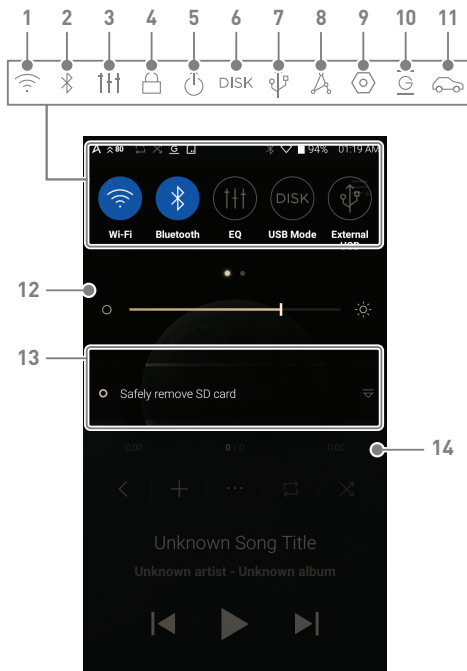 1 2 3 4 5 6 7 8 9 10 11
DISK G
80 G 94% 01:19 AM
DISK
Wi-Fi Bluetooth EQ USB Mode External
USB
12
13
Safely remove SD card
0:00 0 / 0 0:00
14
Unknown Song Title
Unknown artist - Unknown album